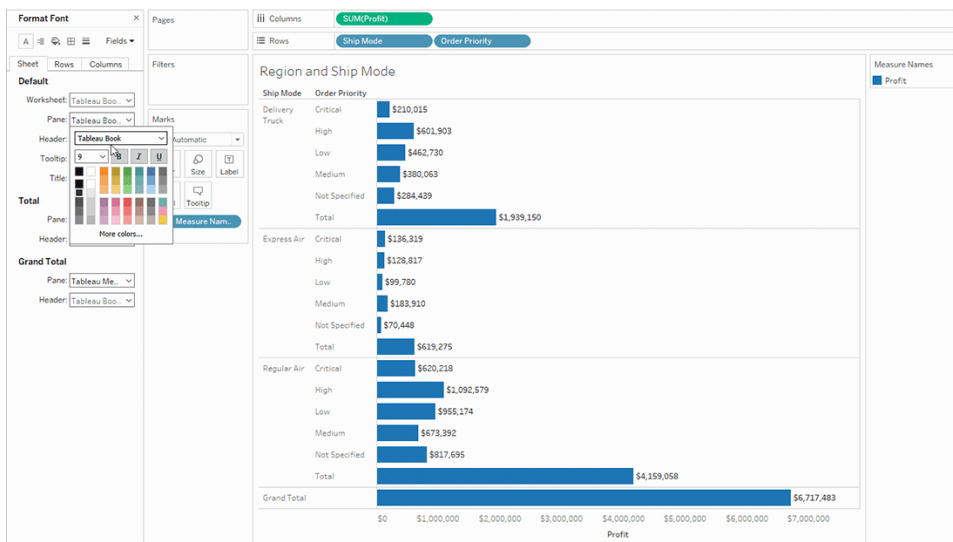 Format Font ×
A Fields
Sheet Rows Columns
Default
Worksheet: Tableau Boo..
Pane: Tableau Boo..
Header: Tableau Book
Tooltip: 9 B I U
Title:
Total
Pane:
More colors...
Header:
Grand Total
Pane: Tableau Me..
Header: Tableau Boo..
Pages
Filters
Marks
Automatic
Size Label
Tooltip
Measure Nam..
Columns SUM(Profit)
Rows Ship Mode Order Priority
Region and Ship Mode
Ship Mode Order Priority
Delivery Truck
Critical $210,015
High $601,903
Low $462,730
Medium $380,063
Not Specified $284,439
Total $1,939,150
Express Air Critical $136,319
High $128,817
Low $99,780
Medium $183,910
Not Specified $70,448
Total $619,275
Regular Air Critical $620,218
High $1,092,579
Low $955,174
Medium $673,392
Not Specified $817,695
Total $4,159,058
Grand Total $6,717,483
$0 $1,000,000 $2,000,000 $3,000,000 $4,000,000 $5,000,000 $6,000,000 $7,000,000
Profit
Measure Names
Profit